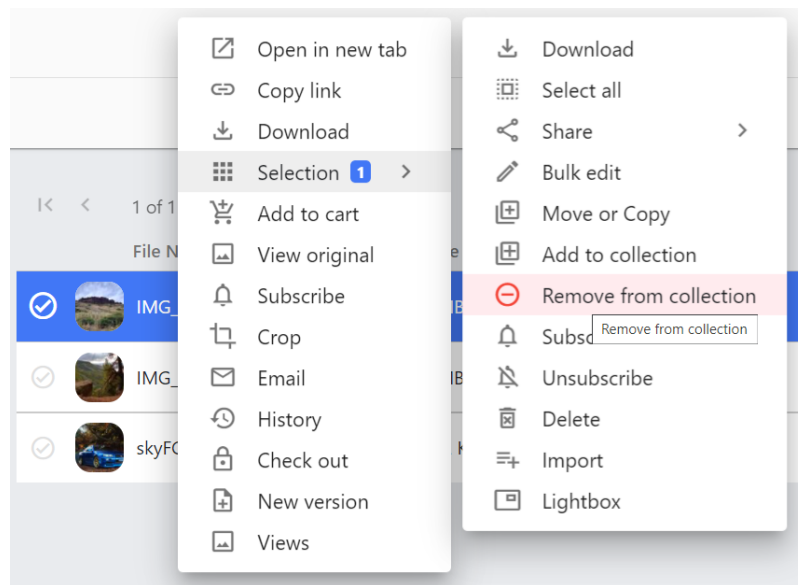 Open in new tab
Copy link
Download
Selection 1
Add to cart
View original
Subscribe
Crop
Email
History
Check out
New version
Views
Download
Select all
Share
Bulk edit
Move or Copy
Add to collection
Remove from collection
Remove from collection
Unsubscribe
Delete
Import
Lightbox
1 of 1
File N
IMG_
IMG_
skyF